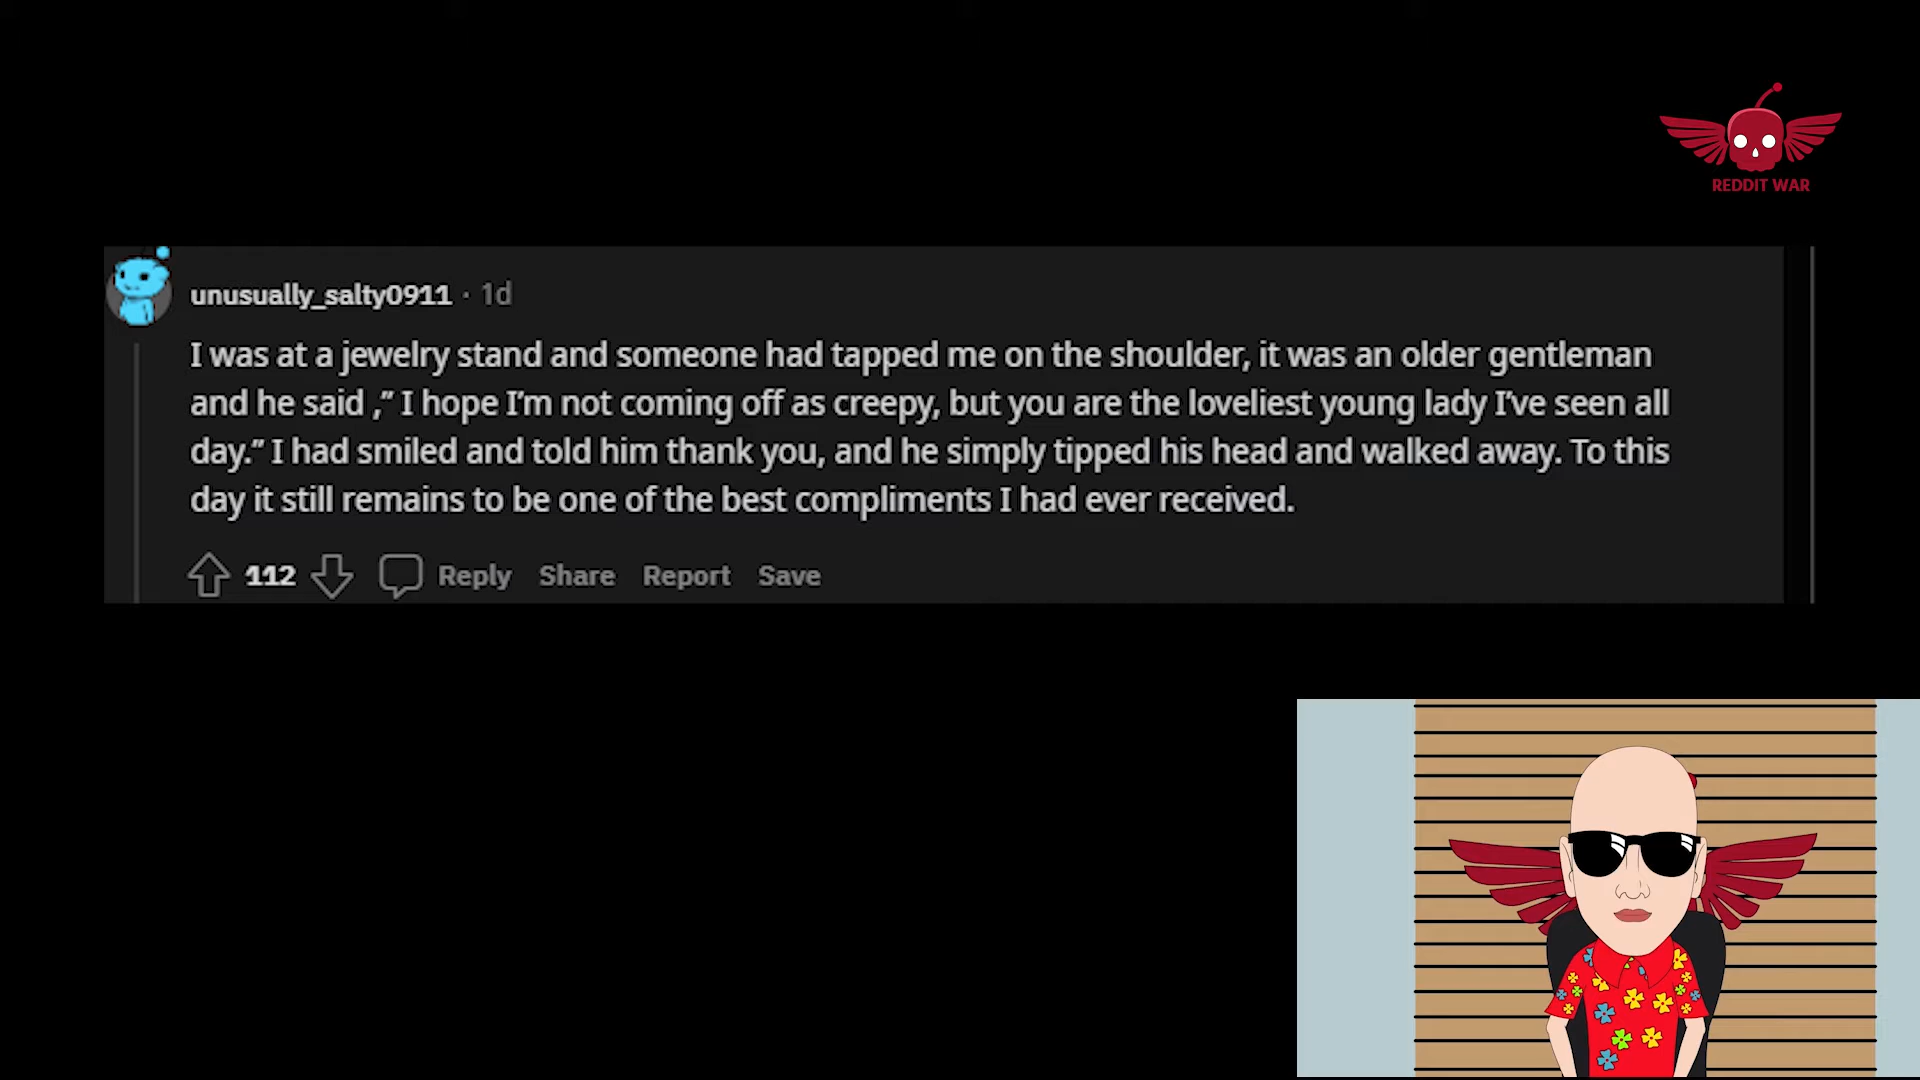 REDDIT WAR
unusually_salty0911 · 1d
I was at a jewelry stand and someone had tapped me on the shoulder, it was an older gentleman
and he said ,” I hope I’m not coming off as creepy, but you are the loveliest young lady I’ve seen all
day.” I had smiled and told him thank you, and he simply tipped his head and walked away. To this
day it still remains to be one of the best compliments I had ever received.
112 Reply Share Report Save